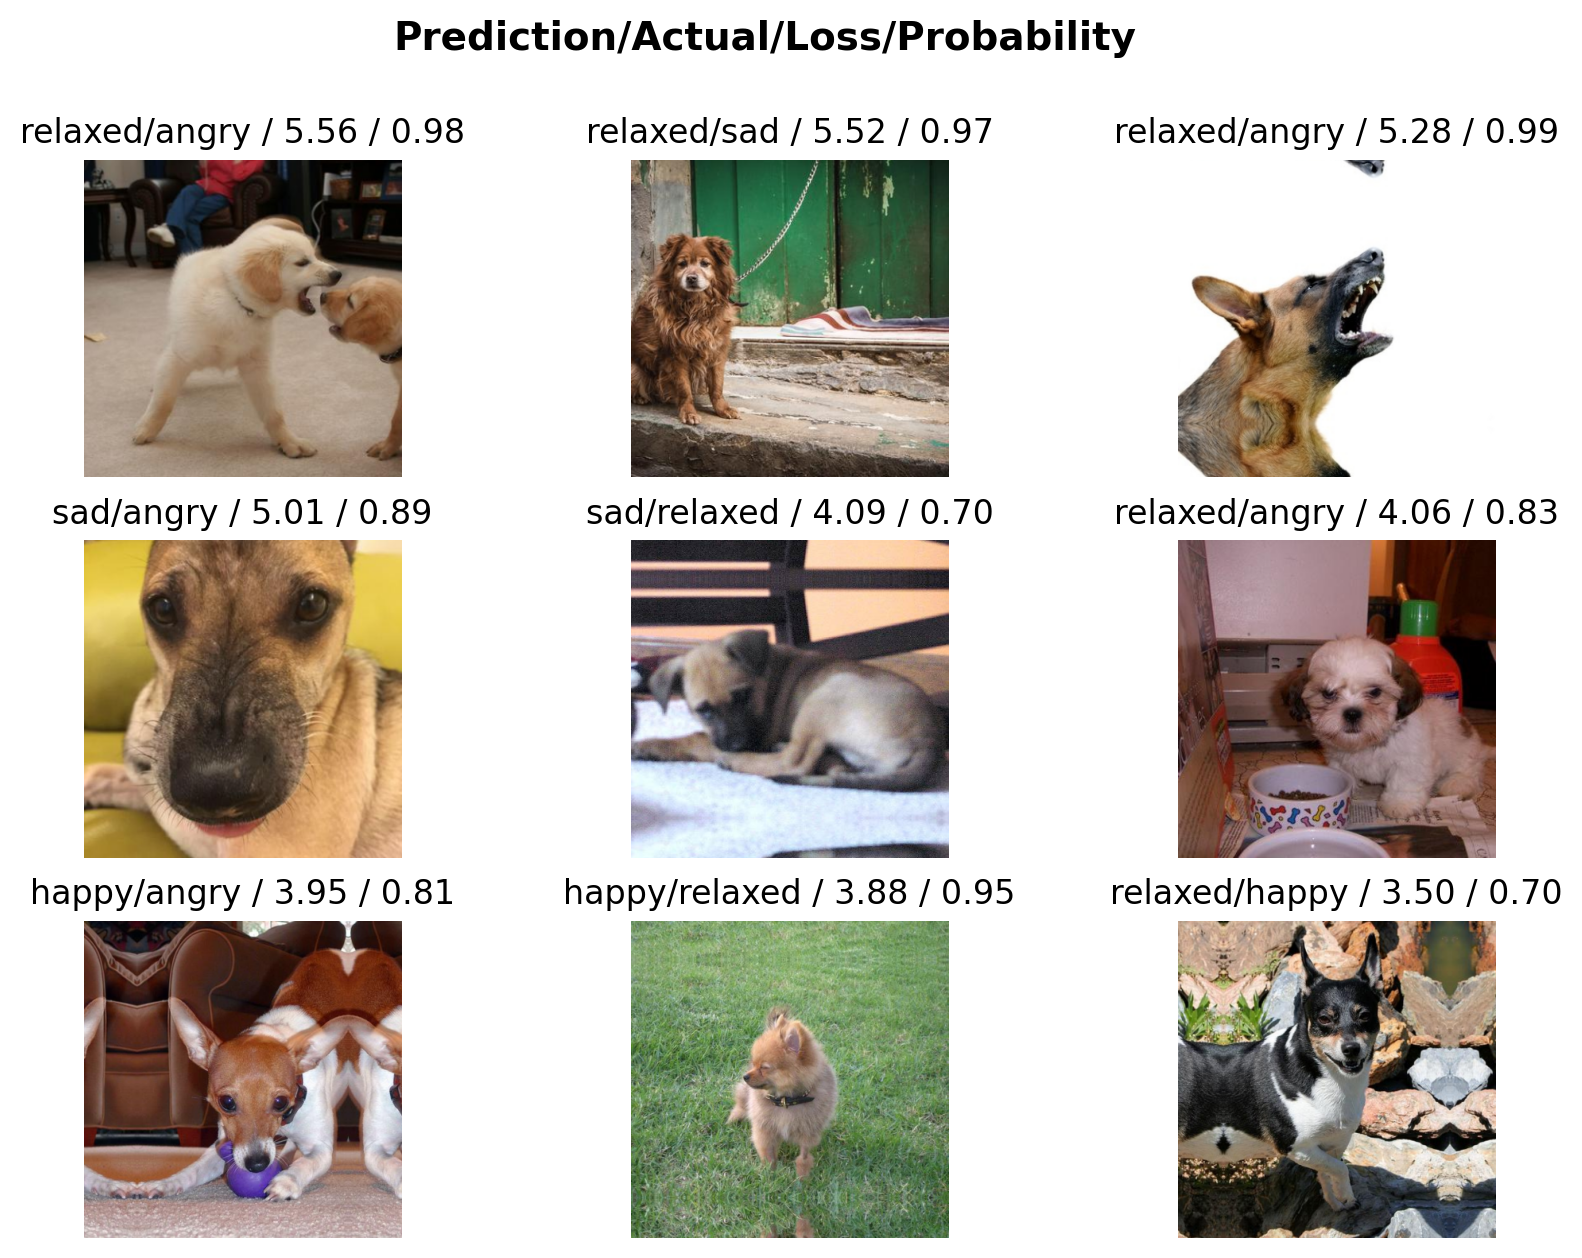 Prediction/Actual/Loss/Probability
relaxed/angry / 5.56 / 0.98
relaxed/sad / 5.52 / 0.97
relaxed/angry / 5.28 / 0.99
sad/angry / 5.01 / 0.89
sad/relaxed / 4.09 / 0.70
relaxed/angry / 4.06 / 0.83
happy/angry / 3.95 / 0.81
happy/relaxed / 3.88 / 0.95
relaxed/happy / 3.50 / 0.70